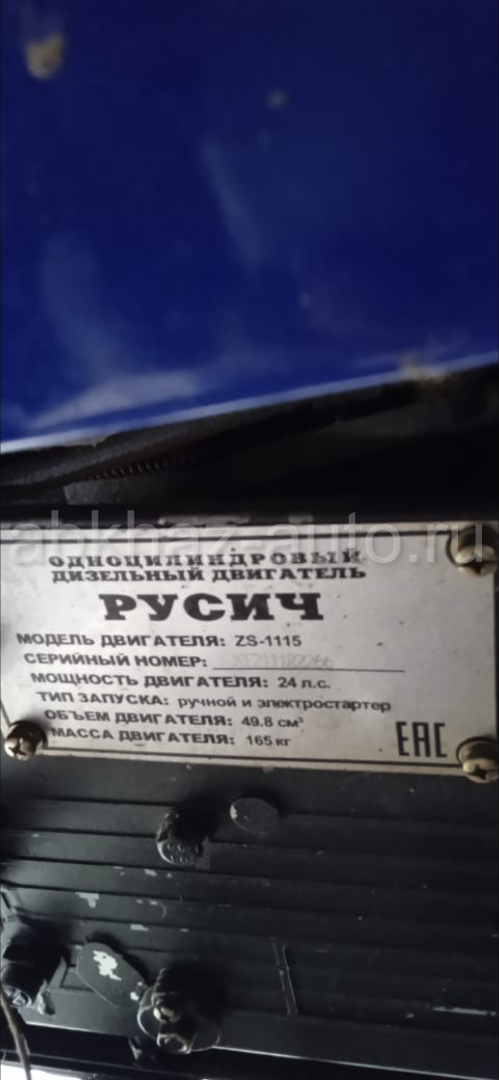 abkhaz-auto.ru
ОДНОЦИЛИНДРОВЫЙ
ДИЗЕЛЬНЫЙ ДВИГАТЕЛЬ
РУСИЧ
МОДЕЛЬ ДВИГАТЕЛЯ: ZS-1115
СЕРИЙНЫЙ НОМЕР:
МОЩНОСТЬ ДВИГАТЕЛЯ: 24 л.с.
ТИП ЗАПУСКА: ручной и электростартер
ОБЪЕМ ДВИГАТЕЛЯ: 49.8 см³
МАССА ДВИГАТЕЛЯ: 165 кг
EAC